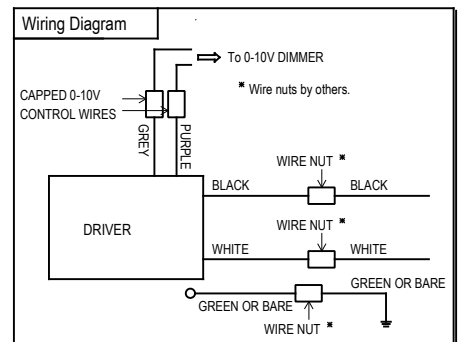 Wiring Diagram
To 0-10V DIMMER
* Wire nuts by others.
CAPPED 0-10V
CONTROL WIRES
GREY
PURPLE
WIRE NUT *
BLACK
BLACK
DRIVER
WIRE NUT *
WHITE
WHITE
GREEN OR BARE
GREEN OR BARE
WIRE NUT *